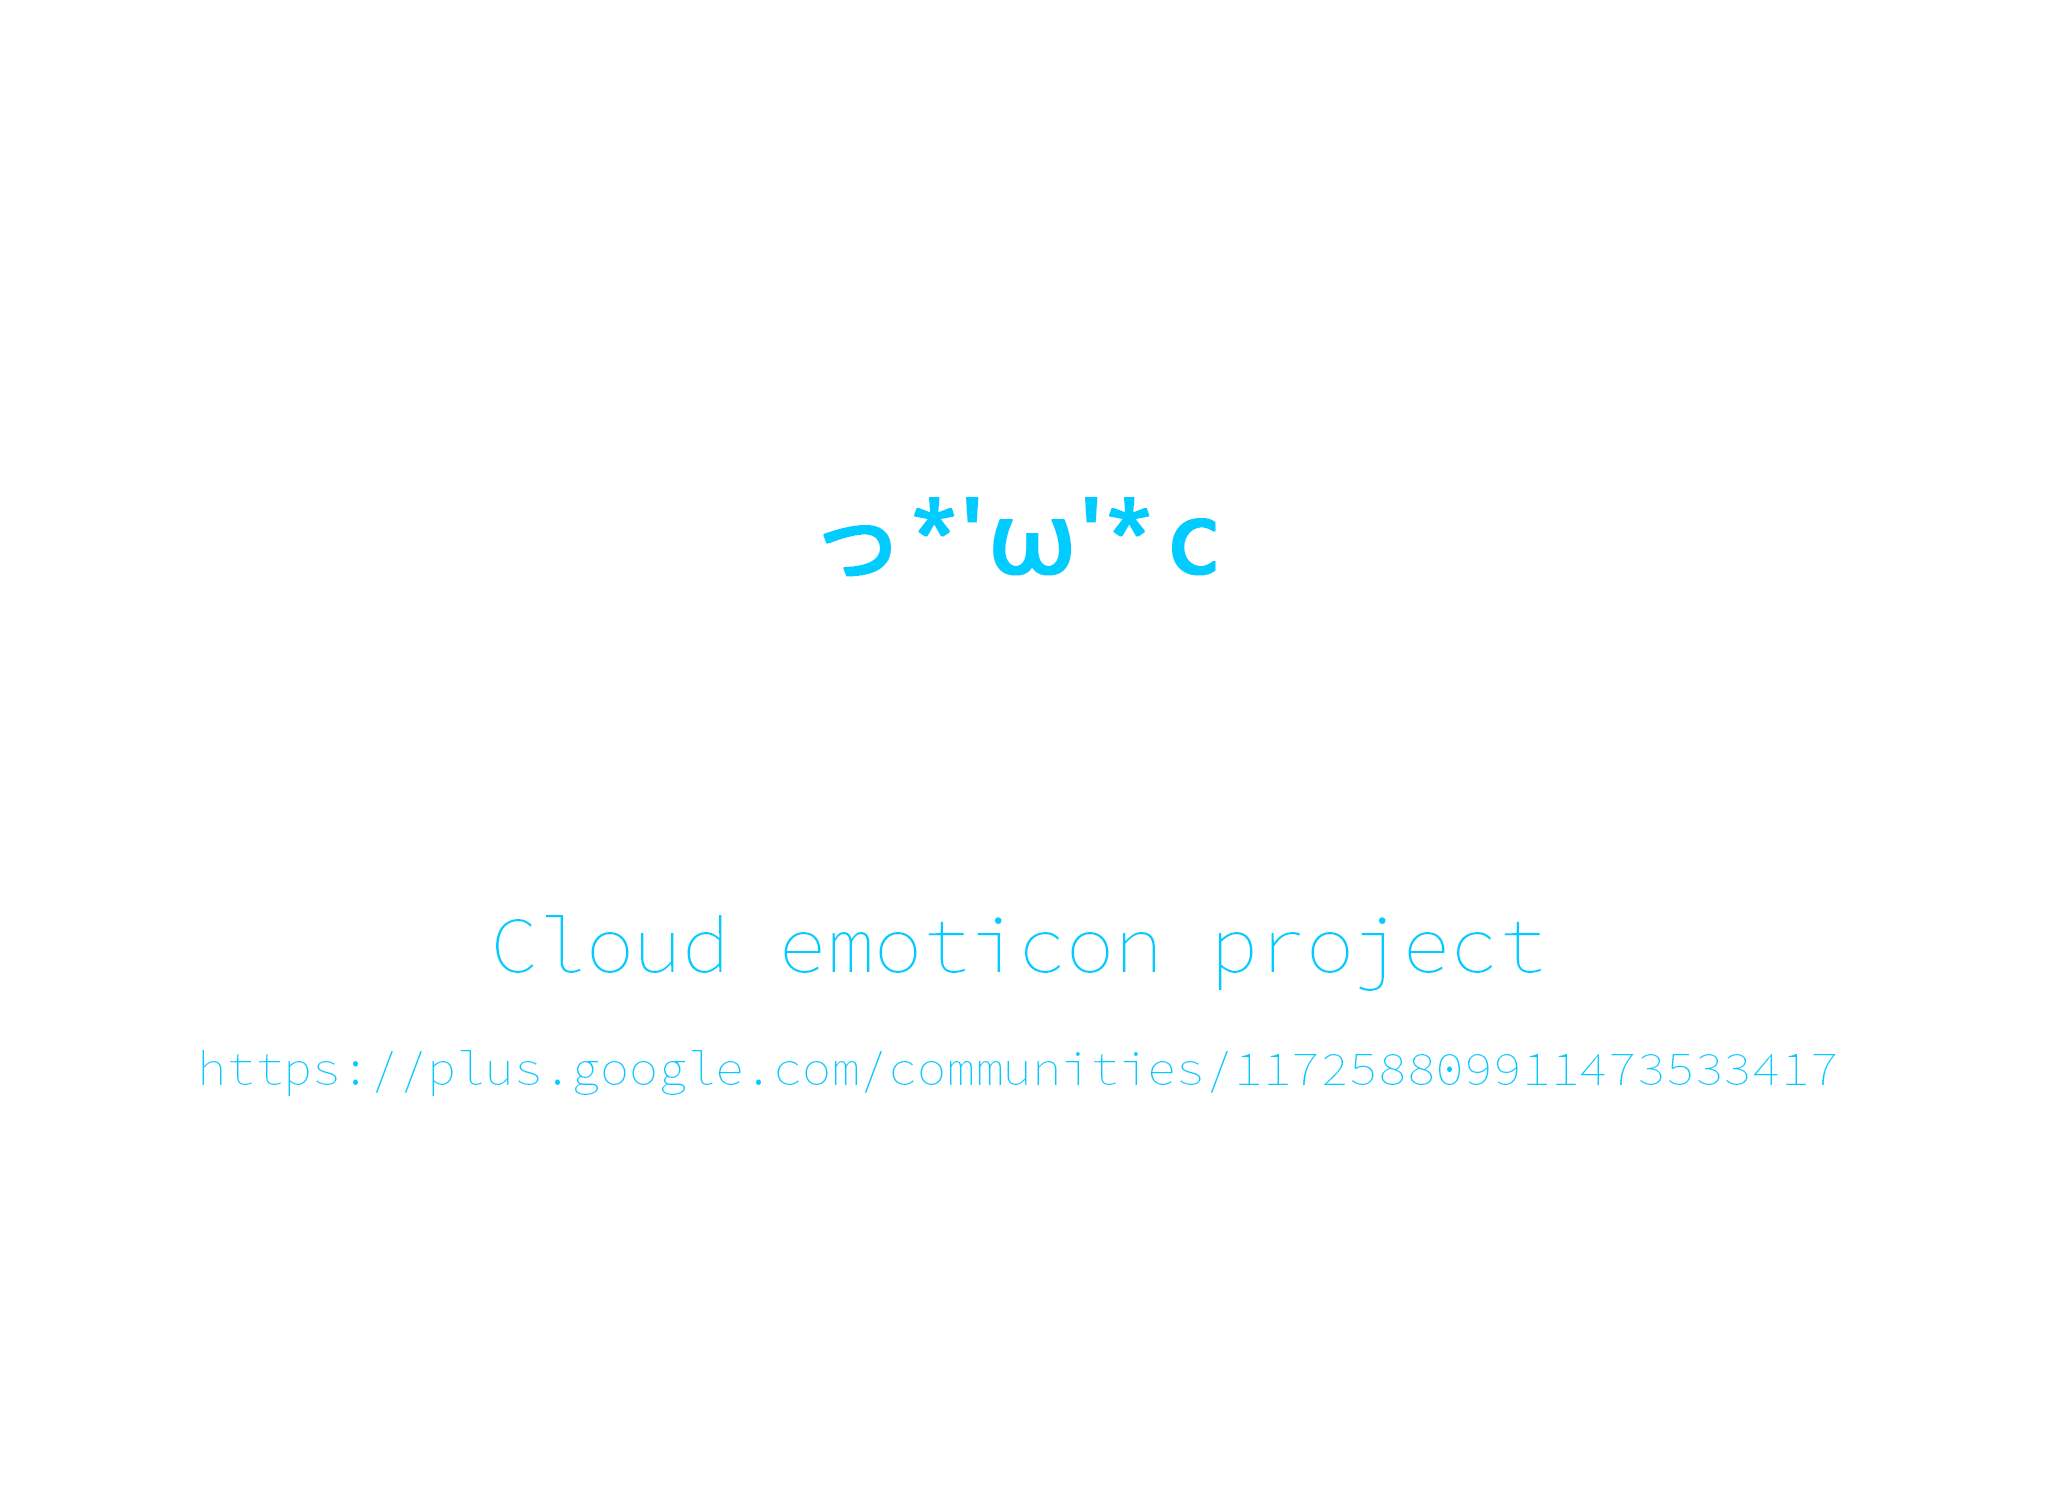 っ*'ω'*c
Cloud emoticon project
https://plus.google.com/communities/117258809911473533417